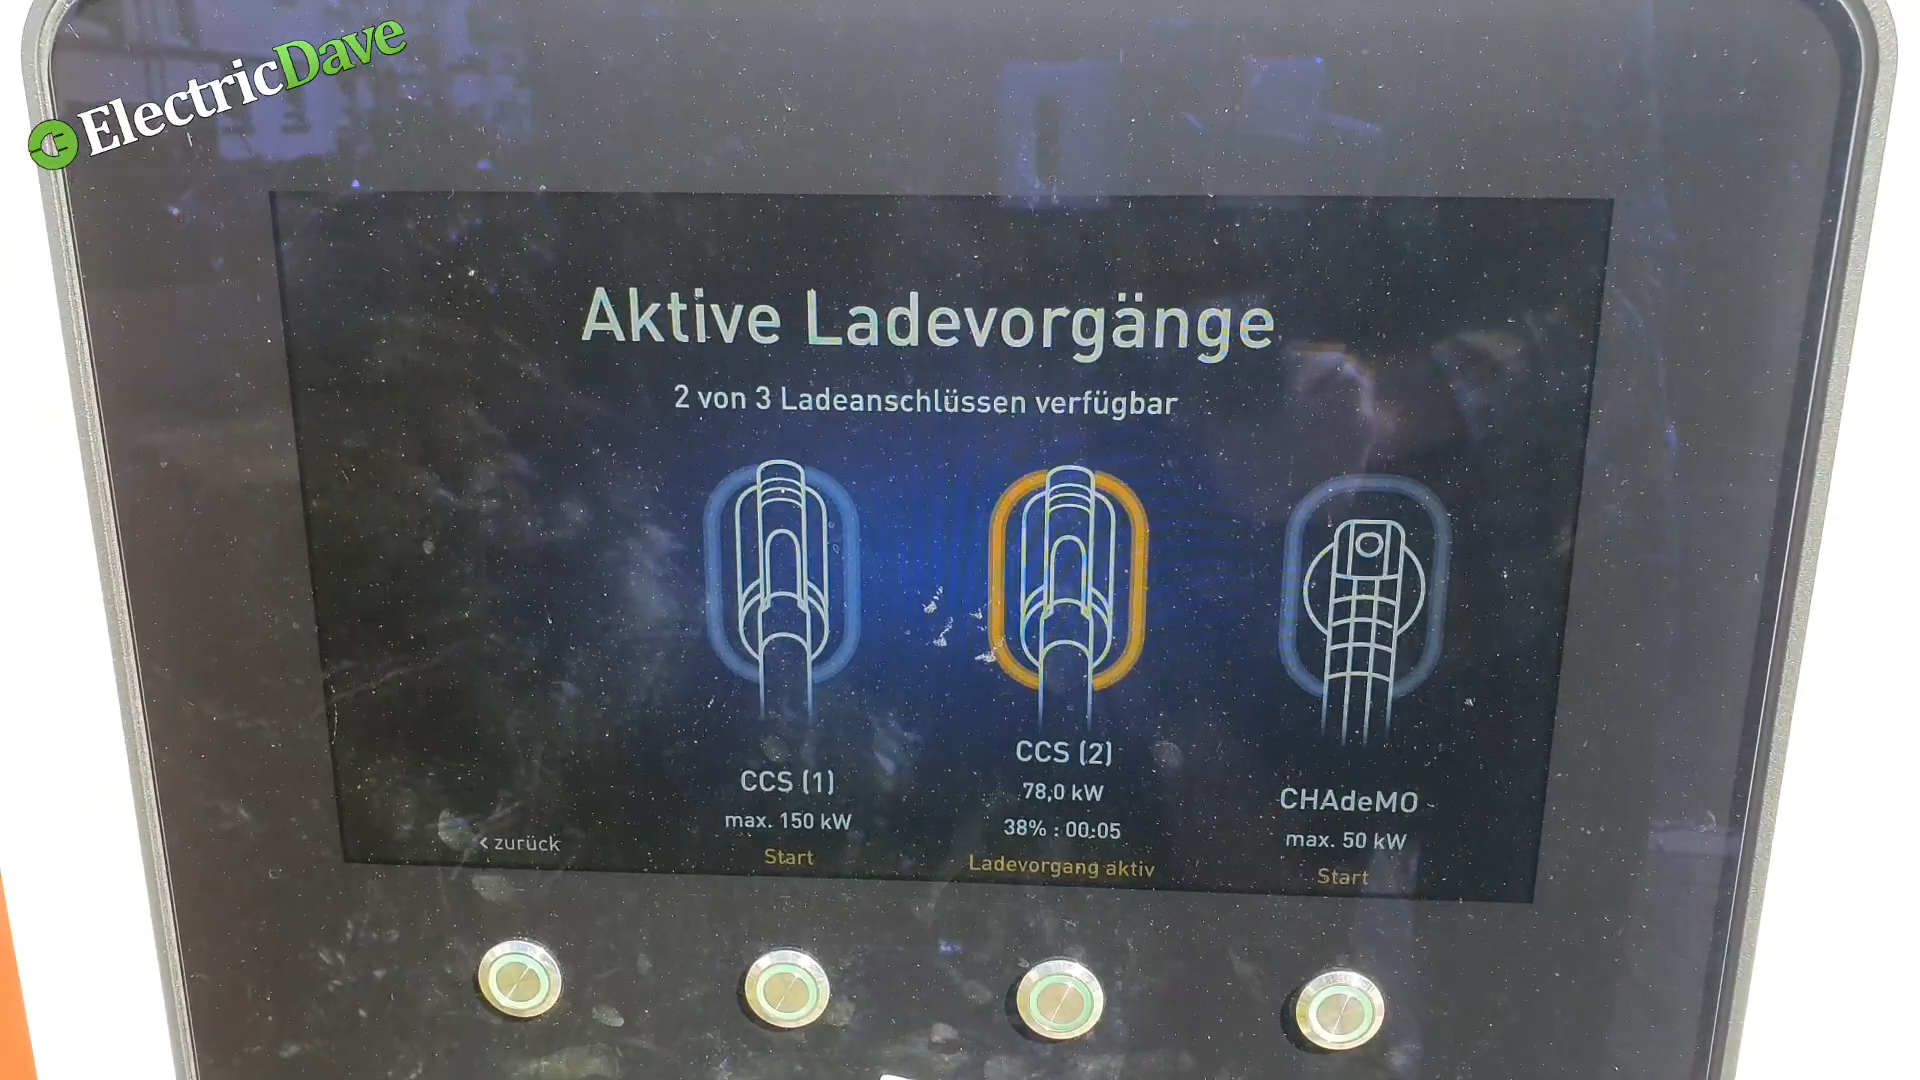 ElectricDave
Aktive Ladevorgänge
2 von 3 Ladeanschlüssen verfügbar
CCS (1)
max. 150 kW
Start
CCS (2)
78,0 kW
38% : 00:05
Ladevorgang aktiv
CHAdeMO
max. 50 kW
Start
< zurück